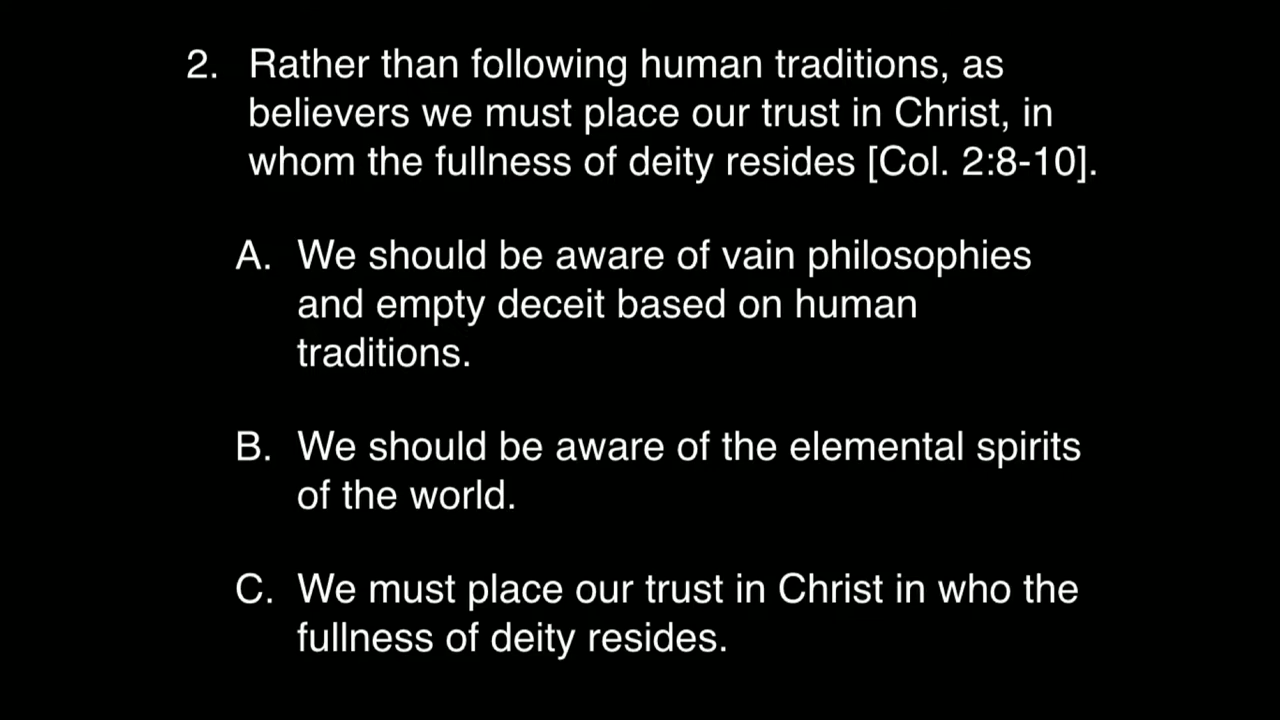 2. Rather than following human traditions, as
believers we must place our trust in Christ, in
whom the fullness of deity resides [Col. 2:8-10].
A. We should be aware of vain philosophies
and empty deceit based on human
traditions.
B. We should be aware of the elemental spirits
of the world.
C. We must place our trust in Christ in who the
fullness of deity resides.